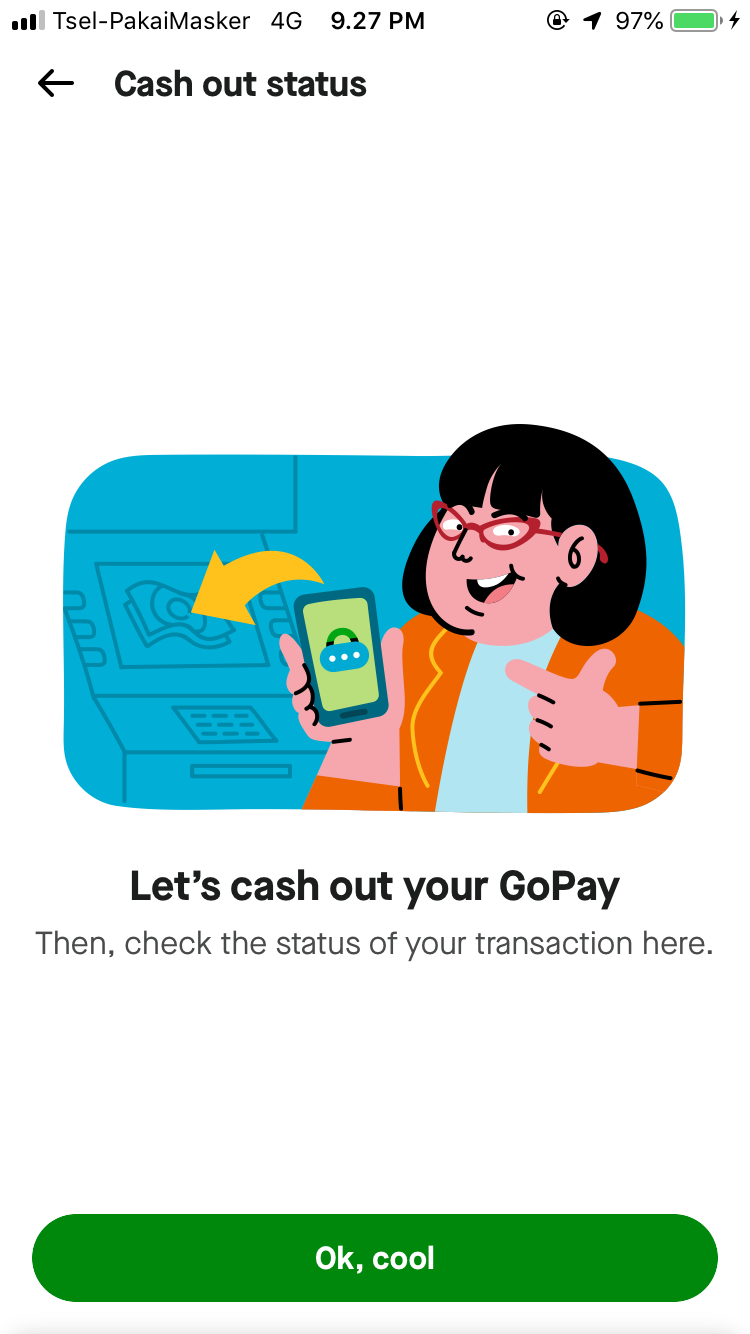 Tsel-PakaiMasker 4G 9.27 PM 97%
Cash out status
Let’s cash out your GoPay
Then, check the status of your transaction here.
Ok, cool